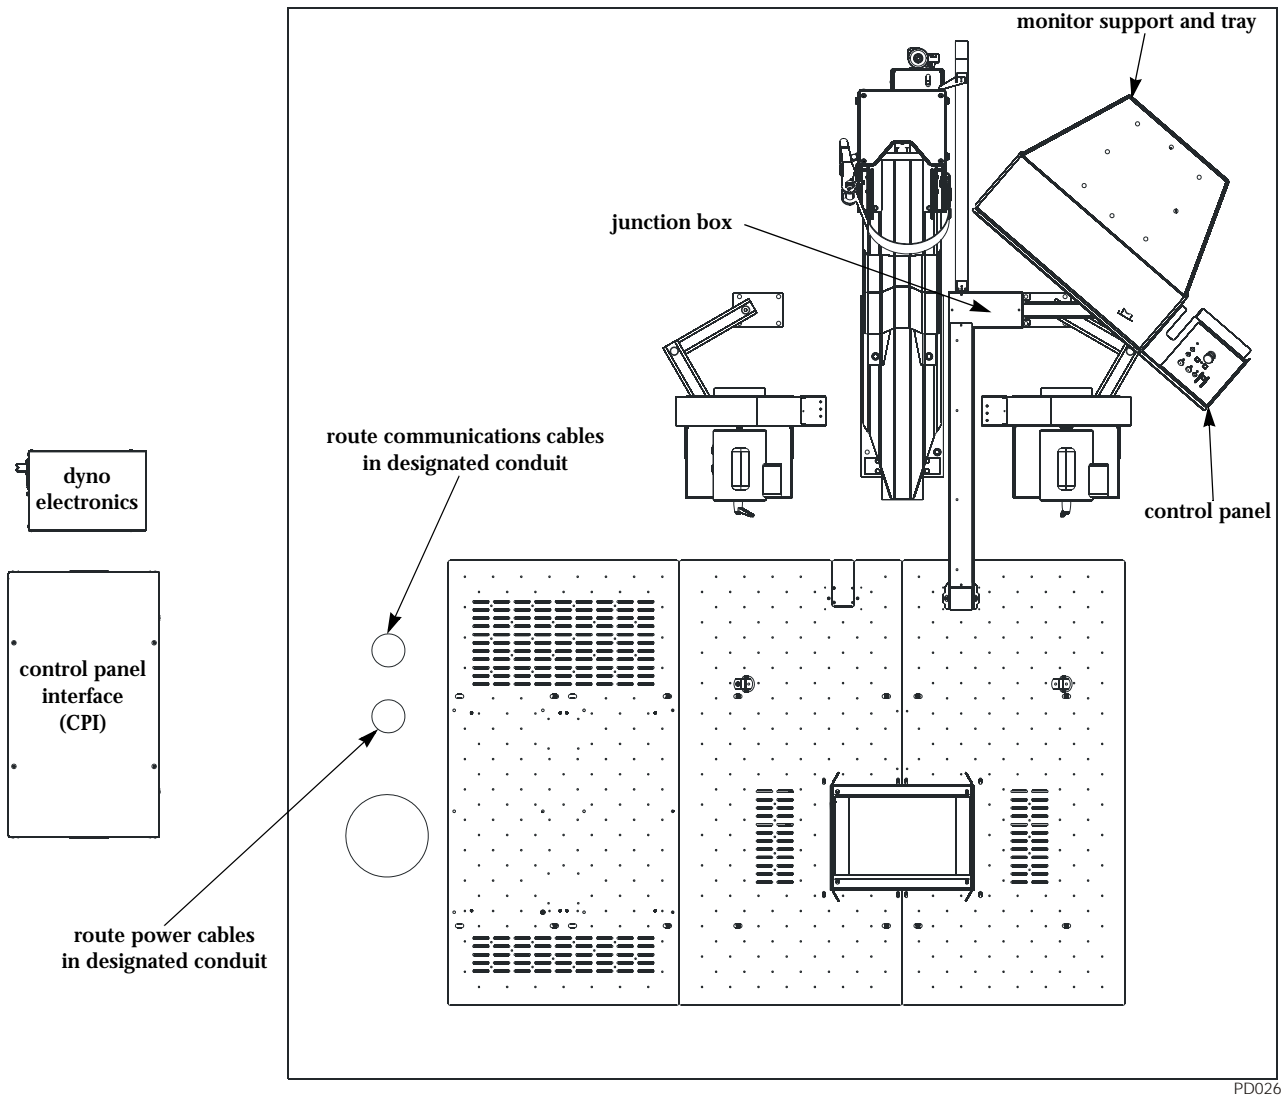 monitor support and tray
junction box
route communications cables
in designated conduit
dyno
electronics
control panel
control panel
interface
(CPI)
route power cables
in designated conduit
PD026